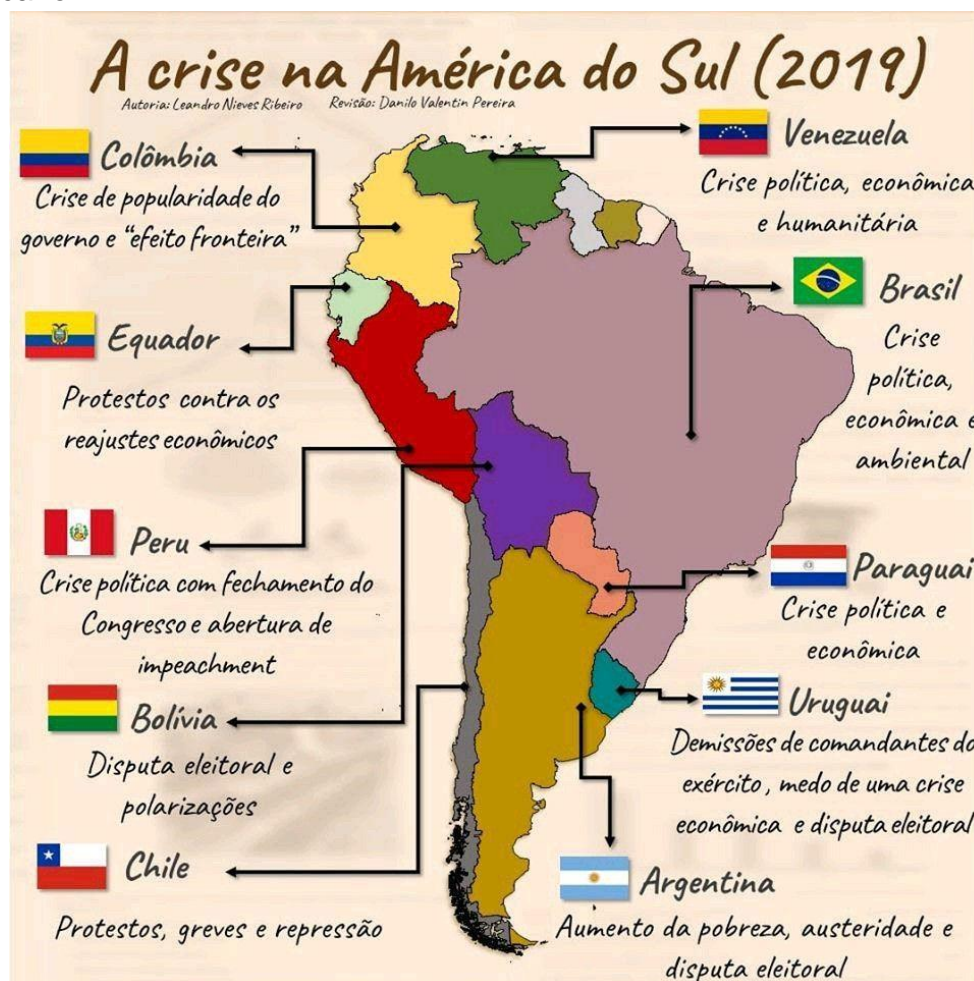 A crise na América do Sul (2019)
Autoria: Leandro Nieves Ribeiro Revisão: Danilo Valentin Pereira
Colômbia
Crise de popularidade do
governo e “efeito fronteira”
Equador
Protestos contra os
reajustes econômicos
Peru
Crise política com fechamento do
Congresso e abertura de
impeachment
Bolívia
Disputa eleitoral e
polarizações
Chile
Protestos, greves e repressão
Venezuela
Crise política, econômica
e humanitária
Brasil
Crise
política,
econômica e
ambiental
Paraguai
Crise política e
econômica
Uruguai
Demissões de comandantes do
exército, medo de uma crise
econômica e disputa eleitoral
Argentina
Aumento da pobreza, austeridade e
disputa eleitoral